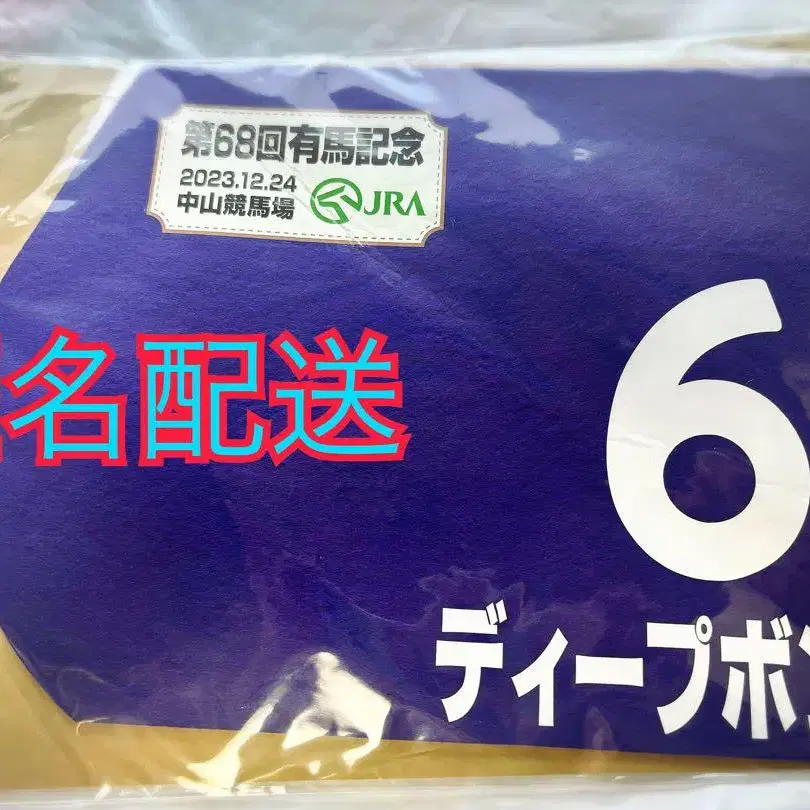 第68回有馬記念
2023.12.24
中山競馬場 JRA
名配送
6
ディープボ